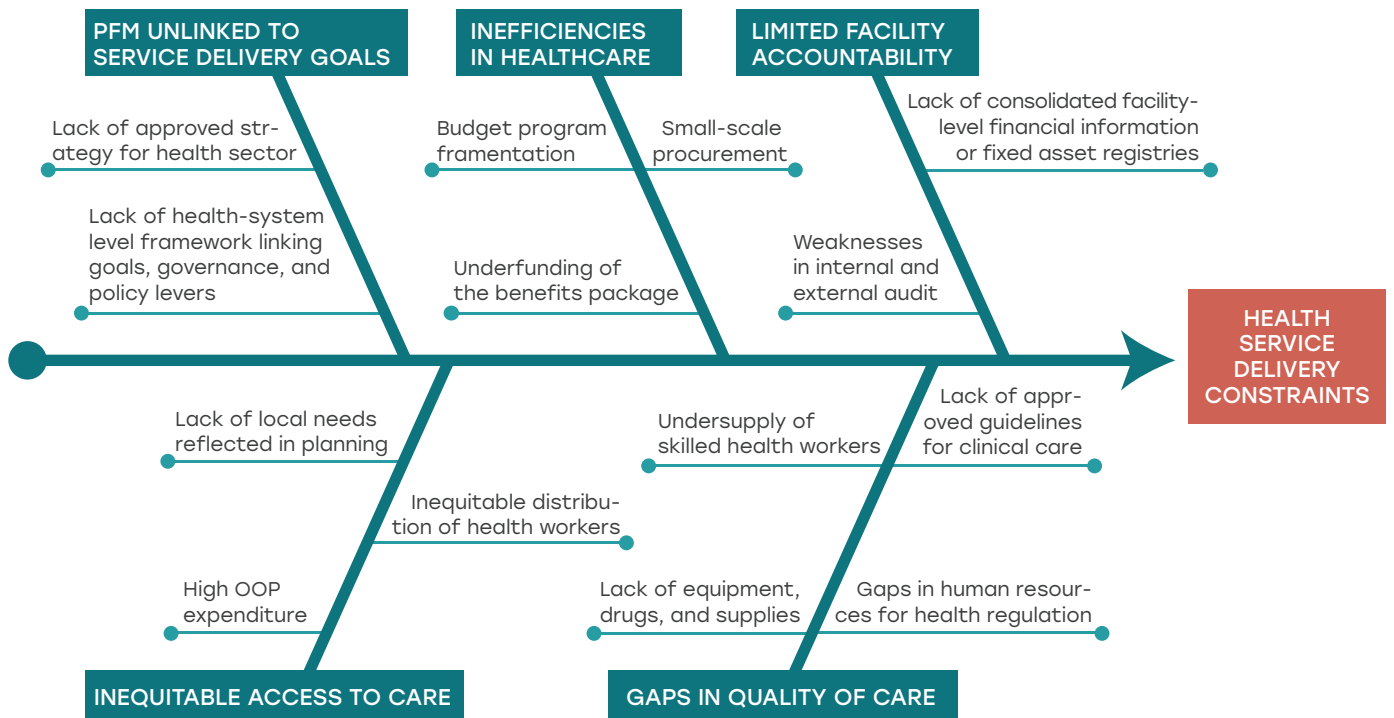 PFM UNLINKED TO
SERVICE DELIVERY GOALS
INEFFICIENCIES
IN HEALTHCARE
LIMITED FACILITY
ACCOUNTABILITY
Lack of approved str-
ategy for health sector
Lack of health-system
level framework linking
goals, governance, and
policy levers
Budget program
framentation
Small-scale
procurement
Underfunding of
the benefits package
Lack of consolidated facility-
level financial information
or fixed asset registries
Weaknesses
in internal and
external audit
HEALTH
SERVICE
DELIVERY
CONSTRAINTS
Lack of local needs
reflected in planning
Inequitable distribu-
tion of health workers
High OOP
expenditure
Undersupply of
skilled health workers
Lack of appr-
oved guidelines
for clinical care
Lack of equipment,
drugs, and supplies
Gaps in human resour-
ces for health regulation
INEQUITABLE ACCESS TO CARE
GAPS IN QUALITY OF CARE